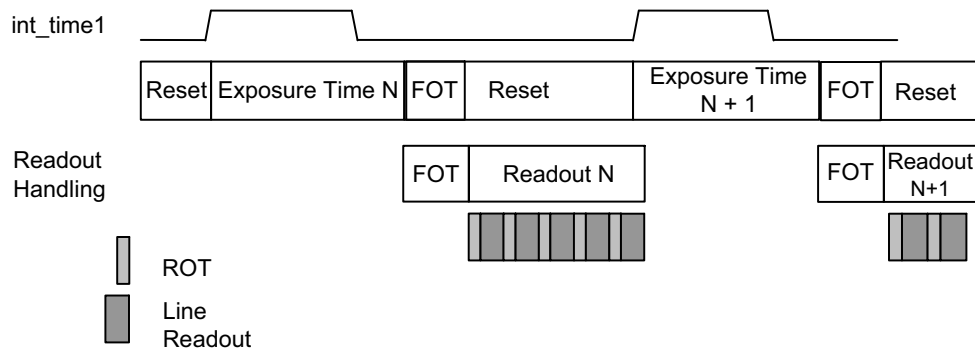 int_time1
Reset Exposure Time N FOT Reset Exposure Time
N + 1 FOT Reset
Readout
Handling
FOT Readout N FOT Readout
N+1
ROT
Line
Readout